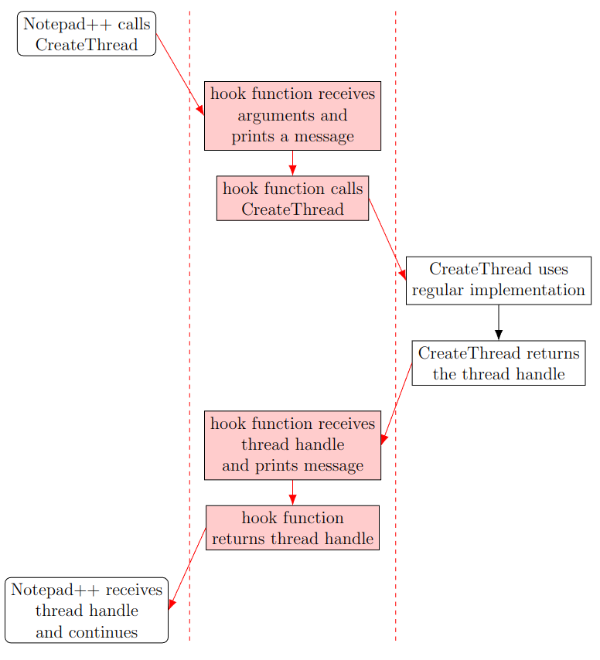 Notepad++ calls
CreateThread
hook function receives
arguments and
prints a message
hook function calls
CreateThread
CreateThread uses
regular implementation
CreateThread returns
the thread handle
hook function receives
thread handle
and prints message
hook function
returns thread handle
Notepad++ receives
thread handle
and continues